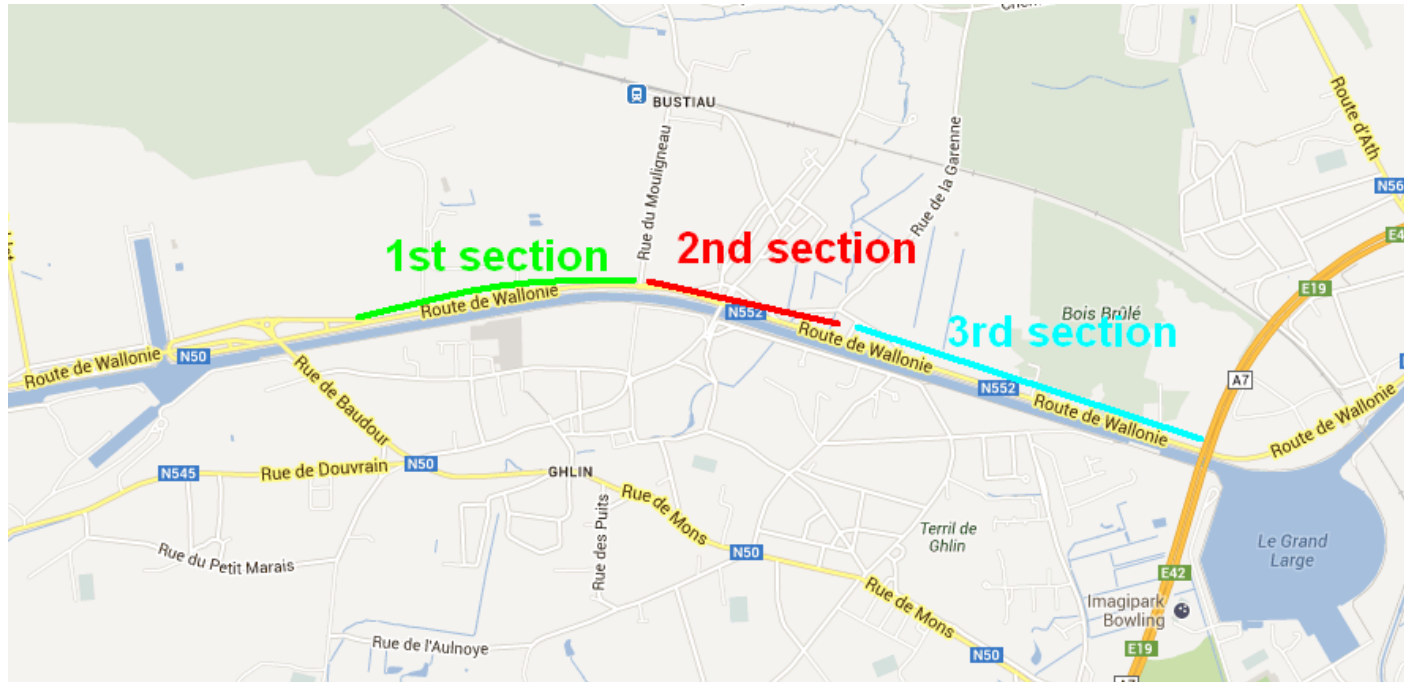 BUSTIAU
Route d'Ath
N56
Rue du Mouligneau
Rue de la Garenne
1st section
2nd section
E19
Route de Wallonie
N552
Bois Brûlé
3rd section
Route de Wallonie
N50
Route de Wallonie
A7
N552
Rue de Baudour
Route de Wallonie
Route de Wallonie
N545
Rue de Douvrain
N50
GHLIN
Rue de Mons
Rue des Puits
Terril de
Ghlin
Le Grand
Large
Rue du Petit Marais
N50
E42
Rue de Mons
Imagipark
Bowling
Rue de l'Aulnoye
N50
E19